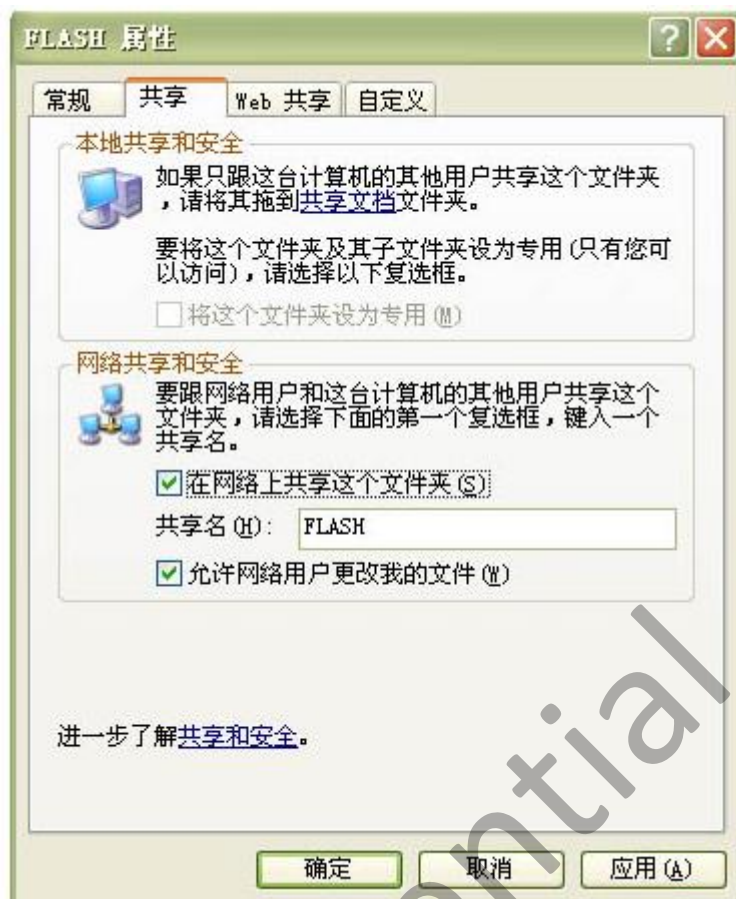 FLASH 属性
常规 共享 Web 共享 自定义
本地共享和安全
如果只跟这台计算机的其他用户共享这个文件夹
，请将其拖到共享文档文件夹。
要将这个文件夹及其子文件夹设为专用(只有您可
以访问)，请选择以下复选框。
将这个文件夹设为专用(M)
网络共享和安全
要跟网络用户和这台计算机的其他用户共享这个
文件夹，请选择下面的第一个复选框，键入一个
共享名。
在网络上共享这个文件夹(S)
共享名(H): FLASH
允许网络用户更改我的文件(W)
进一步了解共享和安全。
确定 取消 应用(A)
ntial